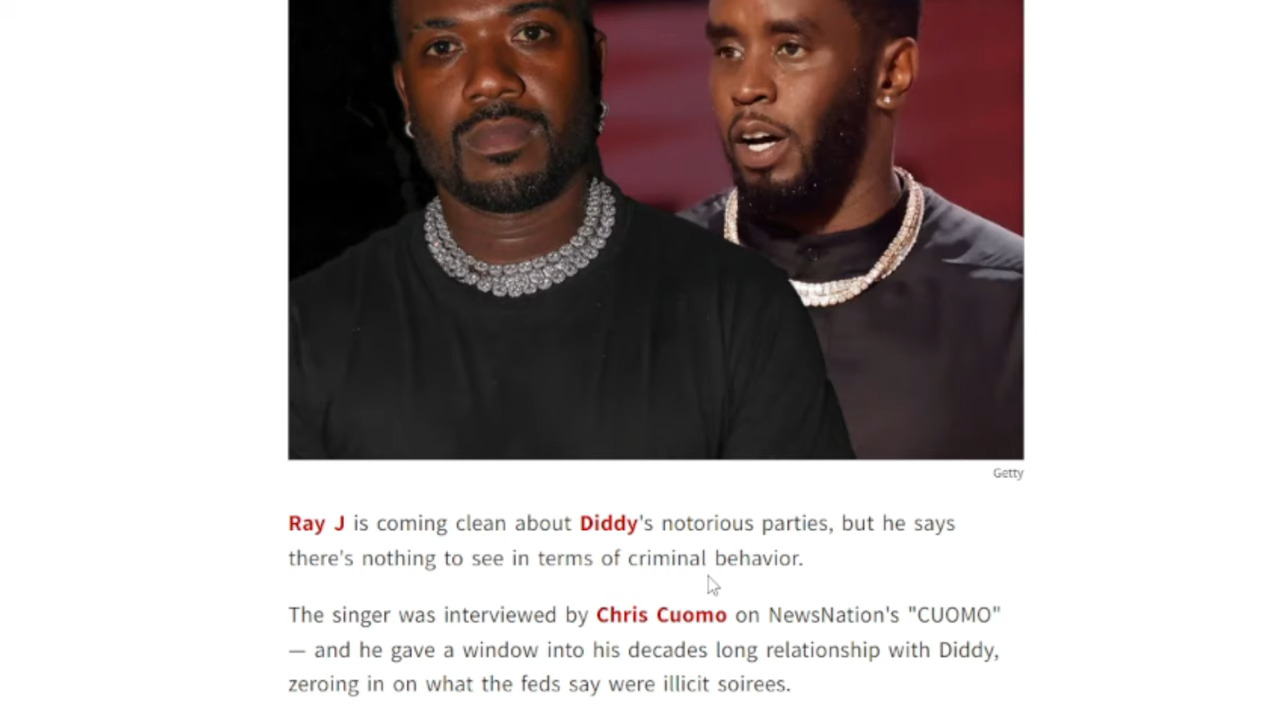 Getty
Ray J is coming clean about Diddy's notorious parties, but he says
there's nothing to see in terms of criminal behavior.
The singer was interviewed by Chris Cuomo on NewsNation's "CUOMO"
— and he gave a window into his decades long relationship with Diddy,
zeroing in on what the feds say were illicit soirees.